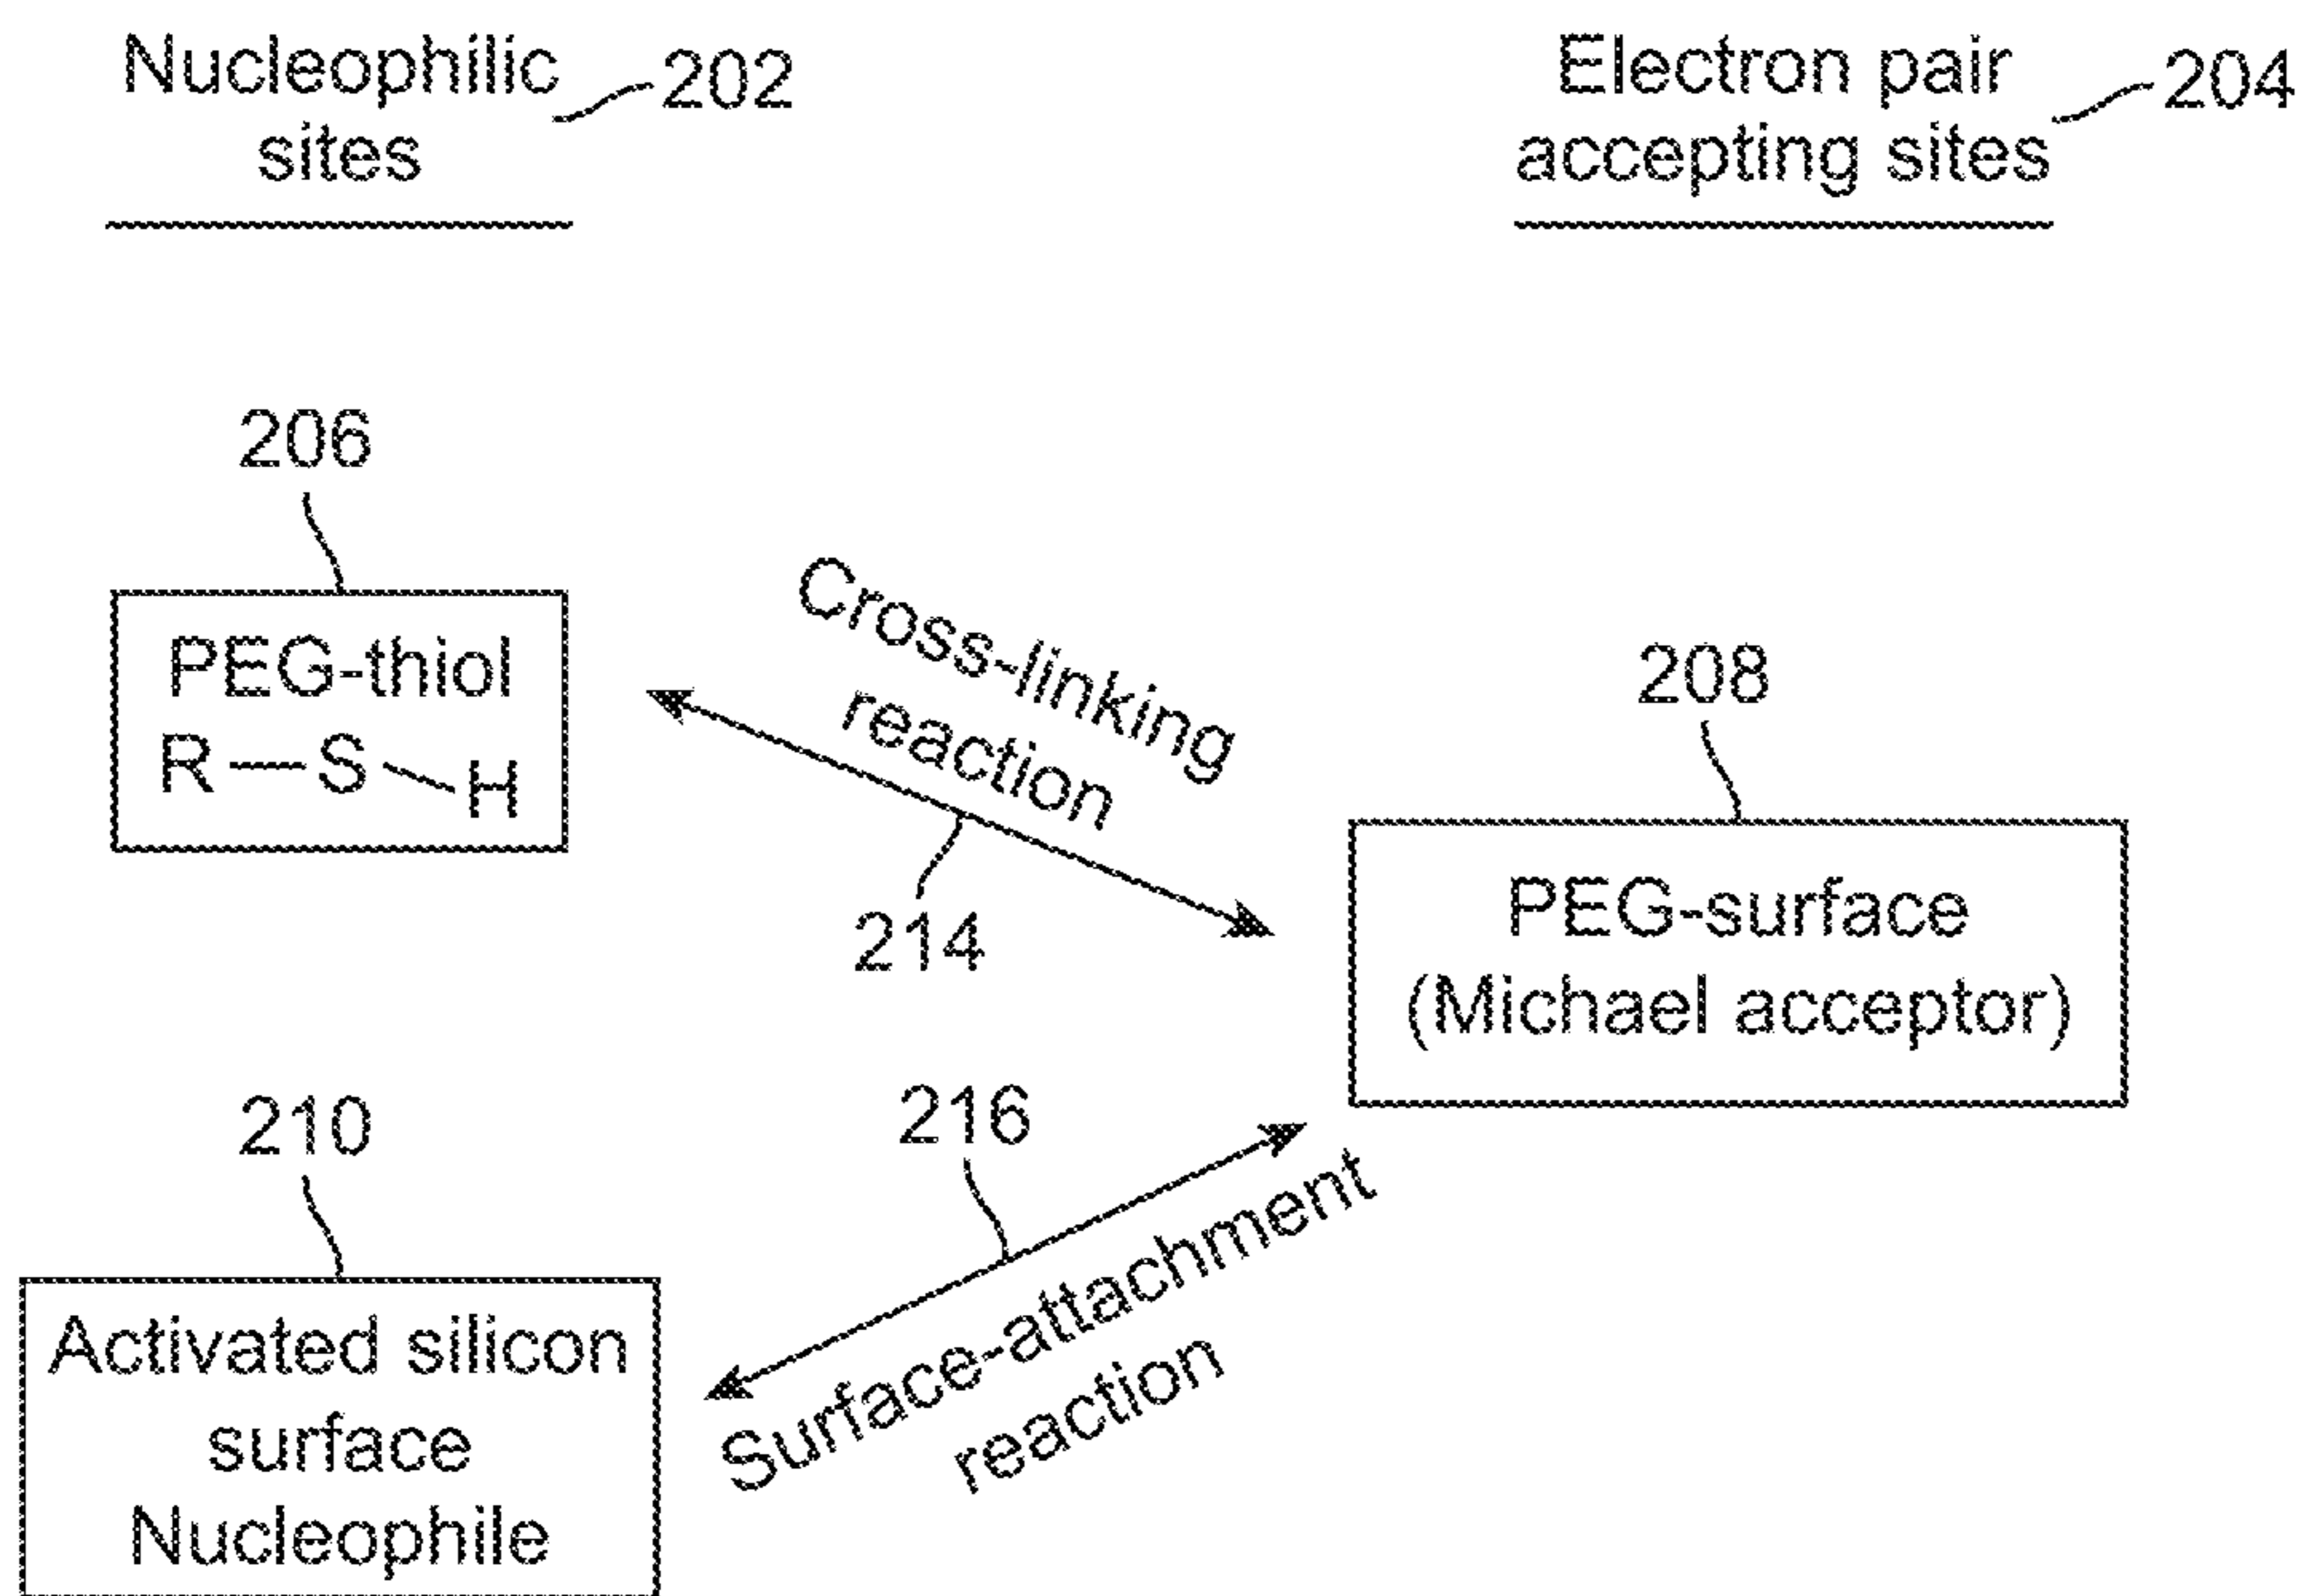 Nucleophilic
sites
202
Electron pair
accepting sites
204
206
PEG-thiol
R—S—H
Cross-linking
reaction
214
208
PEG-surface
(Michael acceptor)
210
Activated silicon
surface
Nucleophile
216
Surface-attachment
reaction